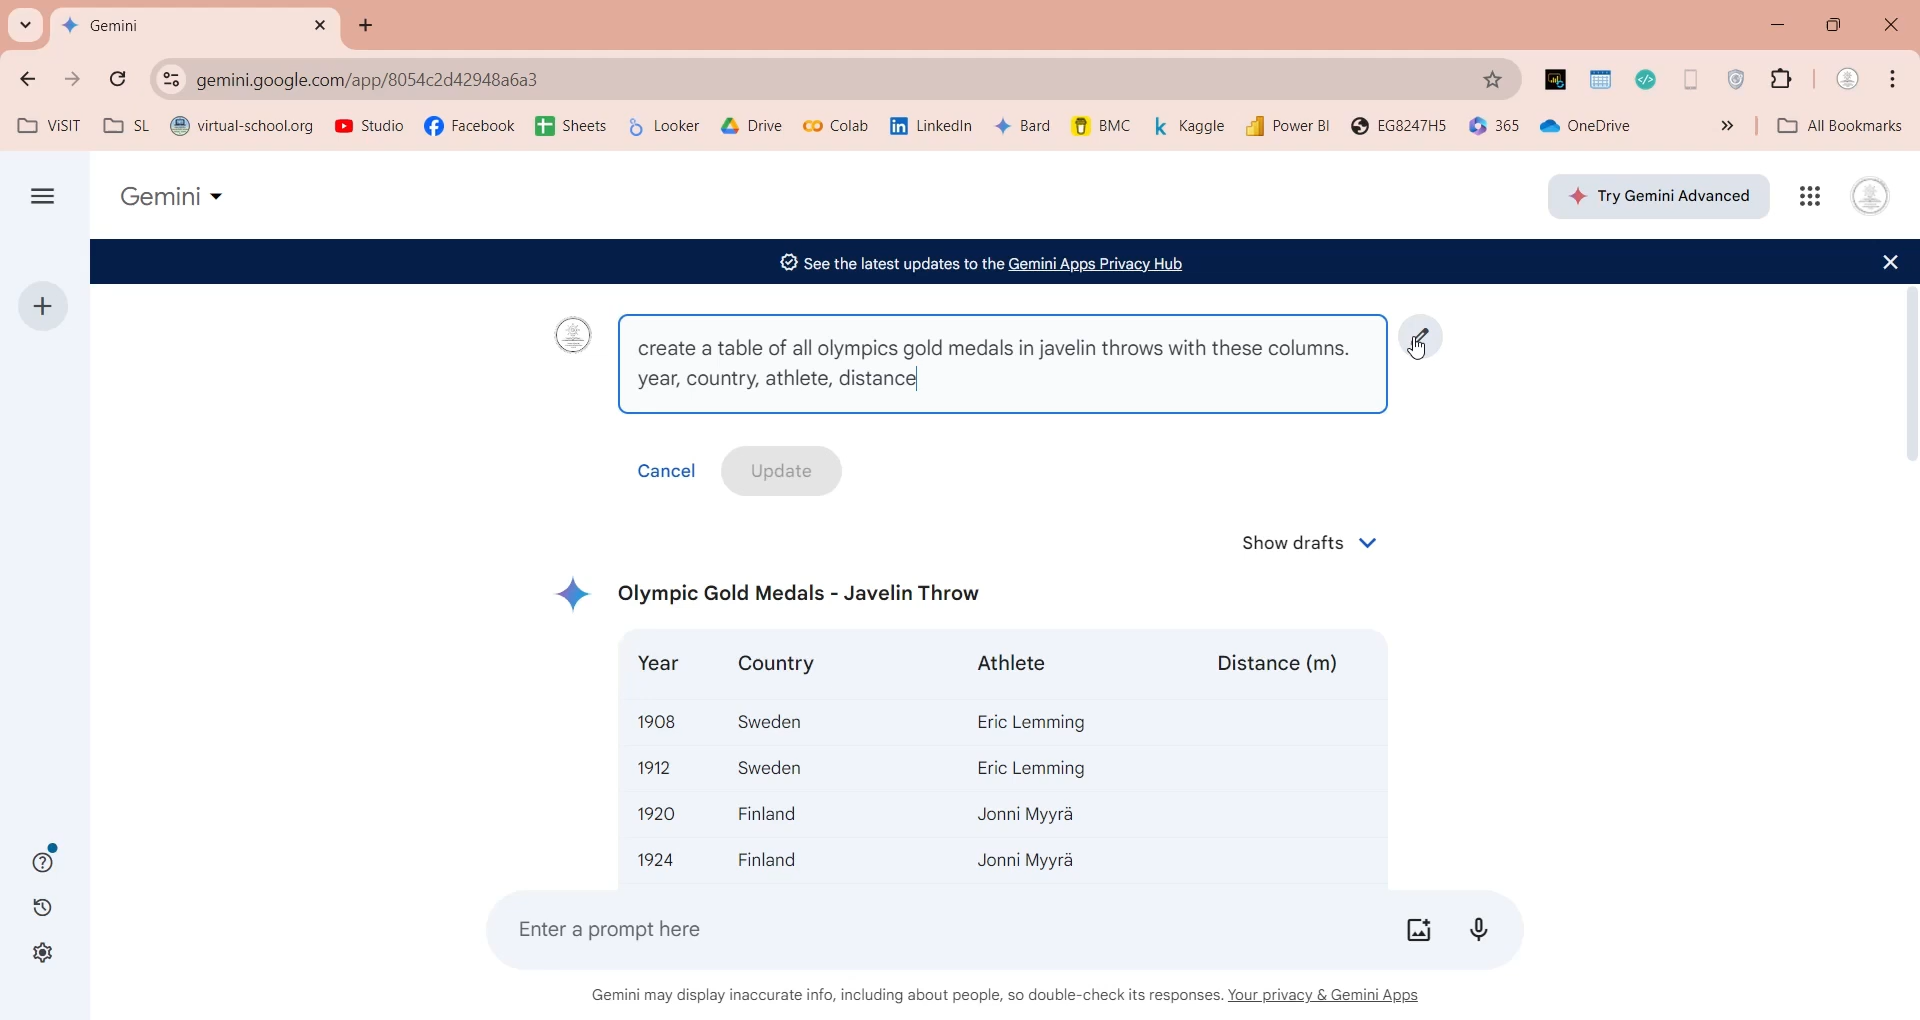 Gemini
gemini.google.com/app/8054c2d42948a6a3
ViSIT SL virtual-school.org Studio Facebook Sheets Looker Drive Colab LinkedIn Bard BMC Kaggle Power BI EG8247H5 365 OneDrive » All Bookmarks
Gemini
Try Gemini Advanced
See the latest updates to the Gemini Apps Privacy Hub
create a table of all olympics gold medals in javelin throws with these columns.
year, country, athlete, distance
Cancel Update
Show drafts
Olympic Gold Medals - Javelin Throw
Year Country Athlete Distance (m)
1908 Sweden Eric Lemming
1912 Sweden Eric Lemming
1920 Finland Jonni Myyrä
1924 Finland Jonni Myyrä
Enter a prompt here
Gemini may display inaccurate info, including about people, so double-check its responses. Your privacy & Gemini Apps